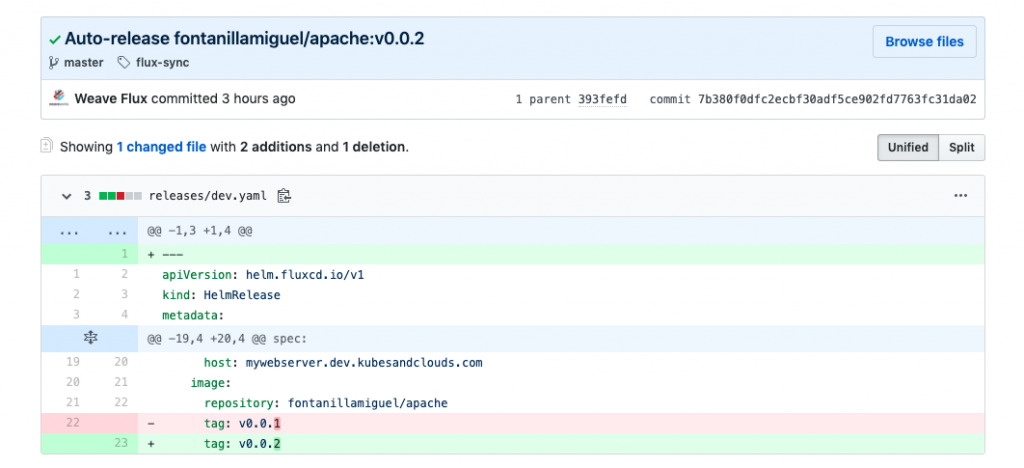 Auto-release fontanillamiguel/apache:v0.0.2
Browse files
master flux-sync
Weave Flux committed 3 hours ago 1 parent 393fefd commit 7b380f0dfc2ecbf30adf5ce902fd7763fc31da02
Showing 1 changed file with 2 additions and 1 deletion.
Unified Split
3 releases/dev.yaml ...
... ... @@ -1,3 +1,4 @@
1 + ---
1 2 apiVersion: helm.fluxcd.io/v1
2 3 kind: HelmRelease
3 4 metadata:
@@ -19,4 +20,4 @@ spec:
19 20 host: mywebserver.dev.kubesandclouds.com
20 21 image:
21 22 repository: fontanillamiguel/apache
22 - tag: v0.0.1
23 + tag: v0.0.2